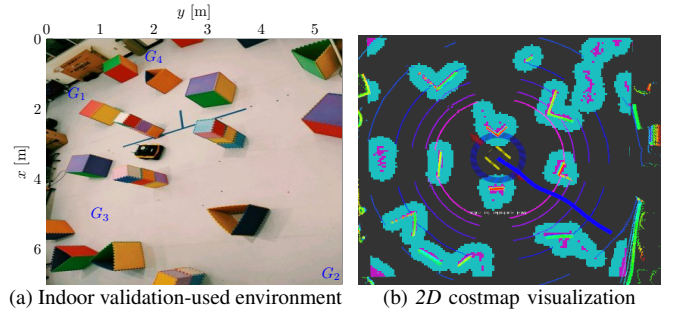 y [m]
0 1 2 3 4 5
0
2
4
6
x [m]
G4
G1
G3
G2
(a) Indoor validation-used environment
(b) 2D costmap visualization